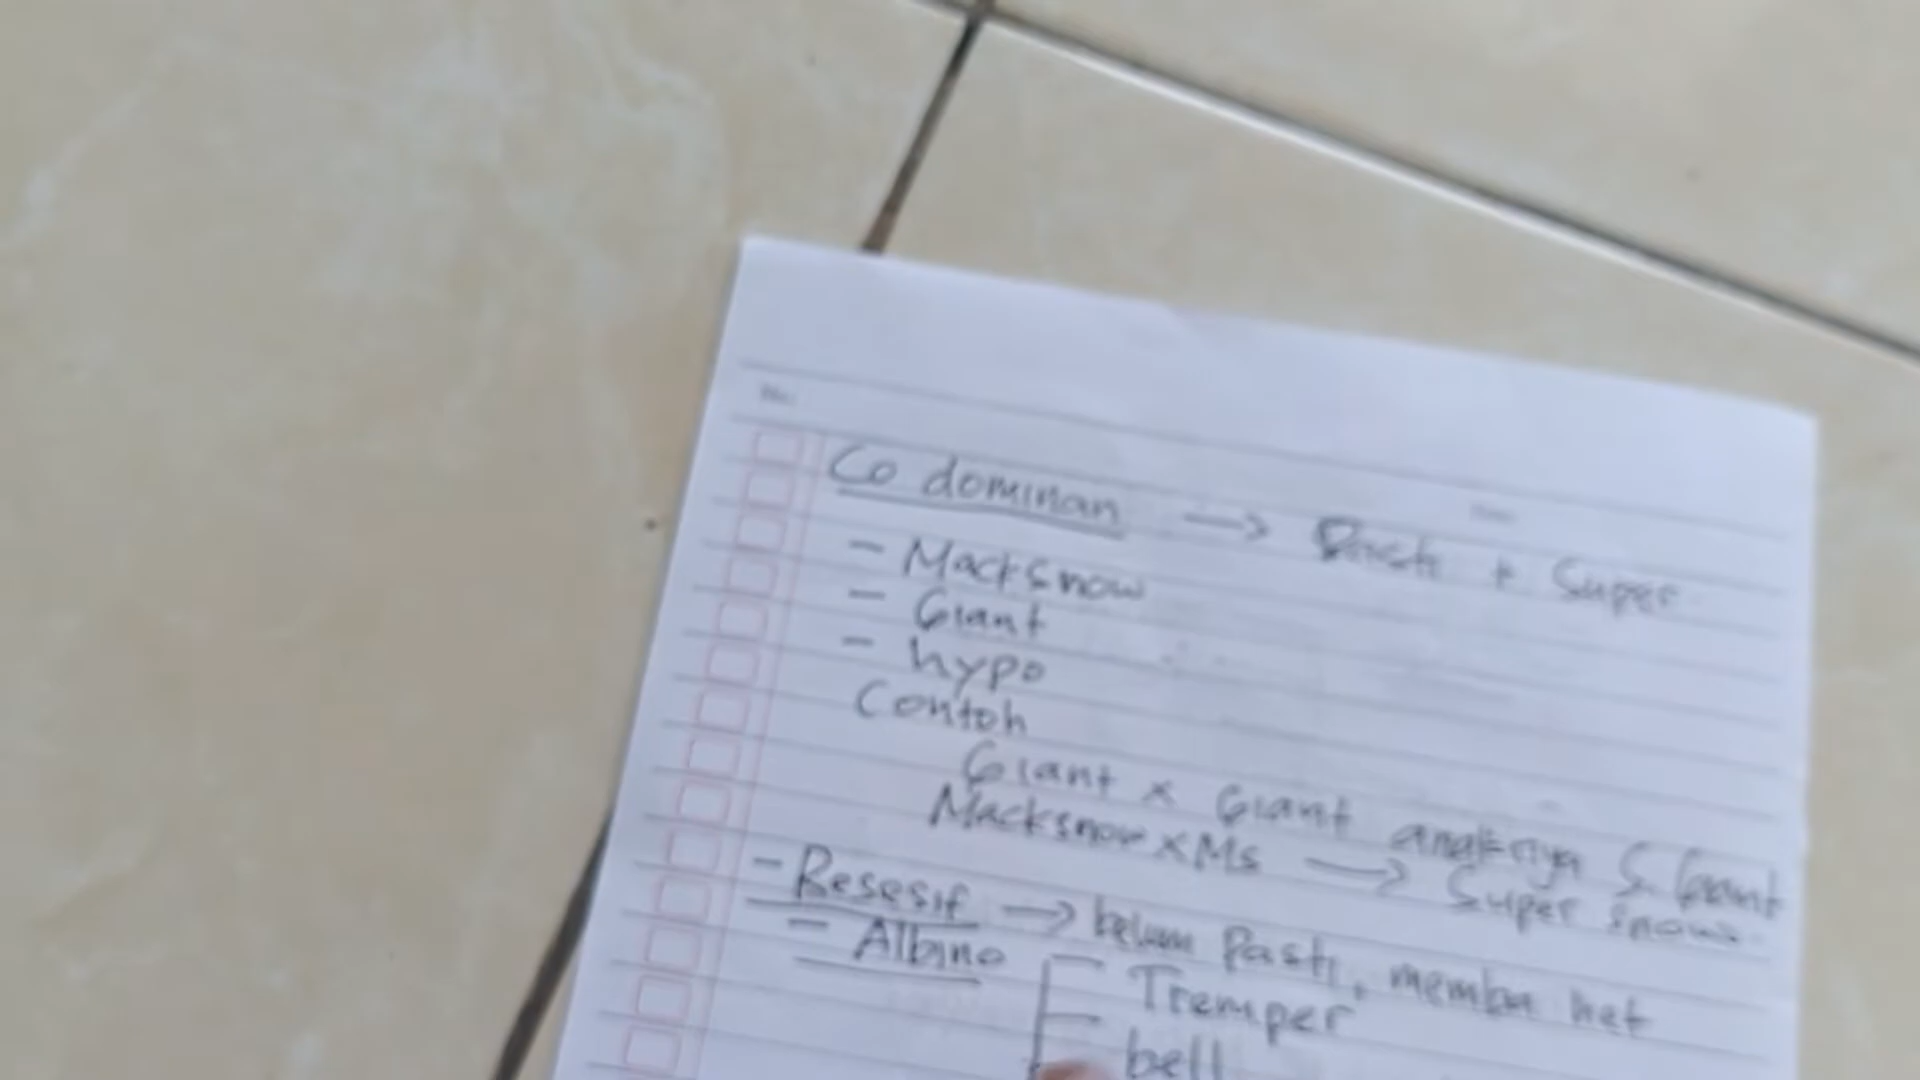 No.
Co dominan → Pasti + Super
- Macksnow
- Giant
- hypo
Contoh
Giant x Giant anaknya S. Giant
Macksnow x Ms → Super snow
- Resesif → belum Pasti, membawa het
- Albino Tremper
bell